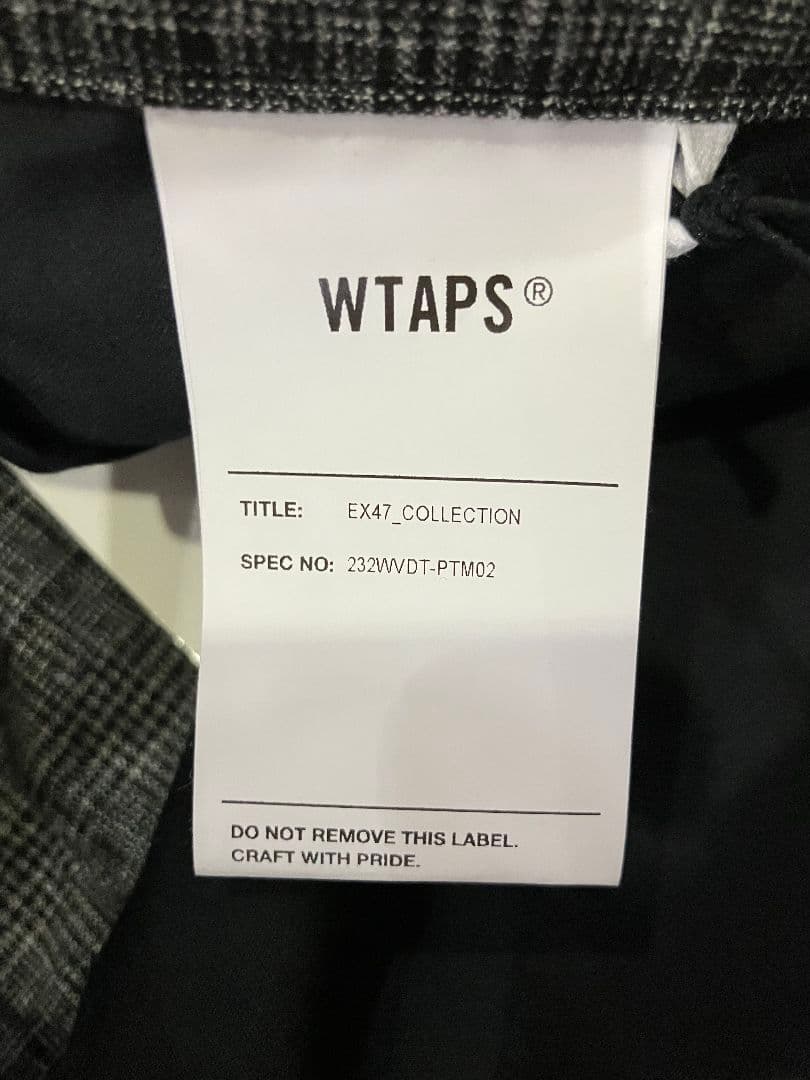 WTAPS®
TITLE: EX47_COLLECTION
SPEC NO: 232WVDT-PTM02
DO NOT REMOVE THIS LABEL.
CRAFT WITH PRIDE.